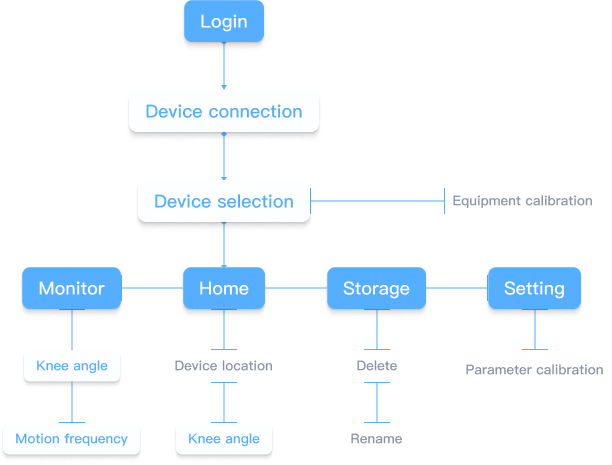 Login
Device connection
Device selection
Equipment calibration
Monitor
Home
Storage
Setting
Knee angle
Device location
Delete
Parameter calibration
Motion frequency
Knee angle
Rename